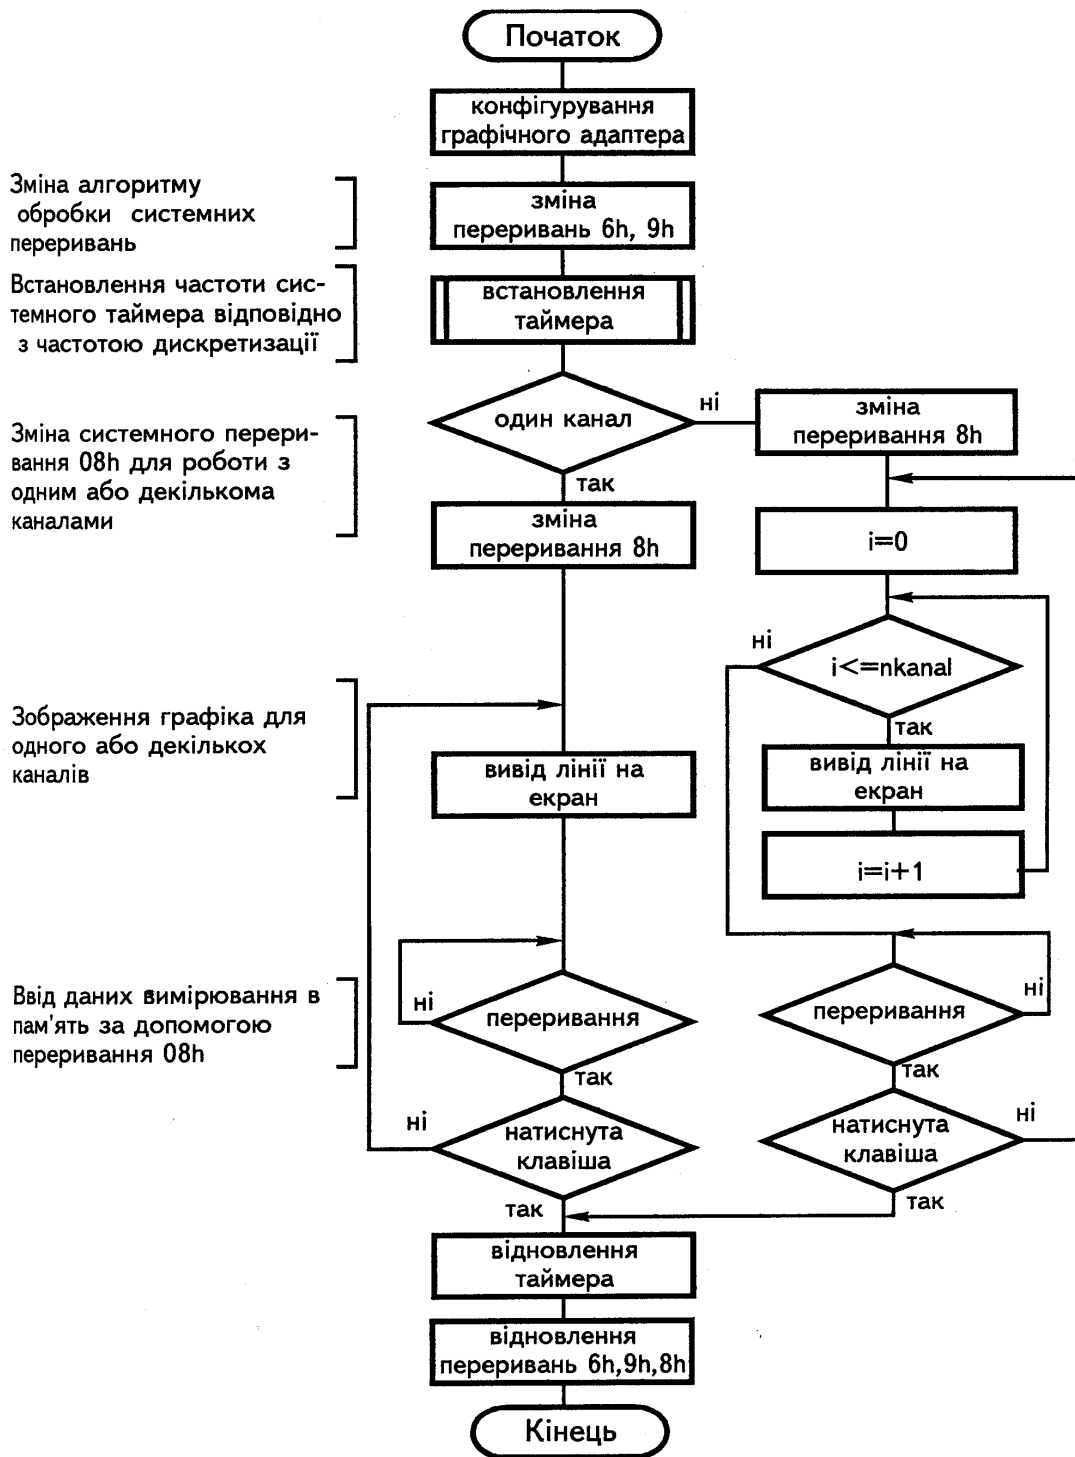 Початок
конфігурування
графічного адаптера
Зміна алгоритму
обробки системних
переривань
зміна
переривань 6h, 9h
Встановлення частоти сис-
темного таймера відповідно
з частотою дискретизації
встановлення
таймера
один канал
ні
зміна
переривання 8h
Зміна системного перери-
вання 08h для роботи з
одним або декількома
каналами
так
зміна
переривання 8h
i=0
ні
i<=nkanal
так
Зображення графіка для
одного або декількох
каналів
вивід лінії на
екран
вивід лінії на
екран
i=i+1
Ввід даних вимірювання в
пам'ять за допомогою
переривання 08h
ні
переривання
так
переривання
ні
так
ні
натиснута
клавіша
так
натиснута
клавіша
ні
так
відновлення
таймера
відновлення
переривань 6h,9h,8h
Кінець